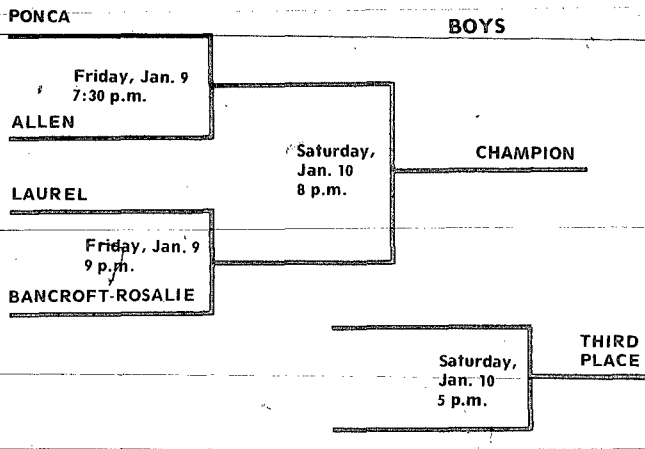 PONCA
BOYS
Friday, Jan. 9
7:30 p.m.
ALLEN
Saturday,
Jan. 10
8 p.m.
CHAMPION
LAUREL
Friday, Jan. 9
9 p.m.
BANCROFT-ROSALIE
Saturday,
Jan. 10
5 p.m.
THIRD
PLACE